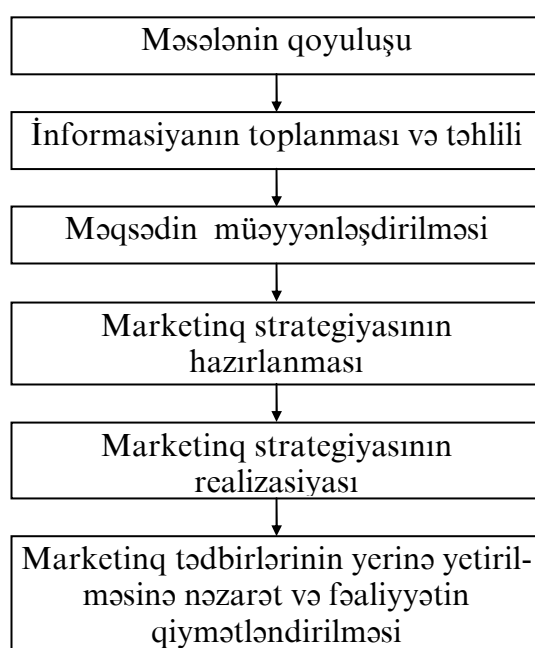 Məsələnin qoyuluşu
İnformasiyanın toplanması və təhlili
Məqsədin müəyyənləşdirilməsi
Marketinq strategiyasının
hazırlanması
Marketinq strategiyasının
realizasiyası
Marketinq tədbirlərinin yerinə yetiril-
məsinə nəzarət və fəaliyyətin
qiymətləndirilməsi